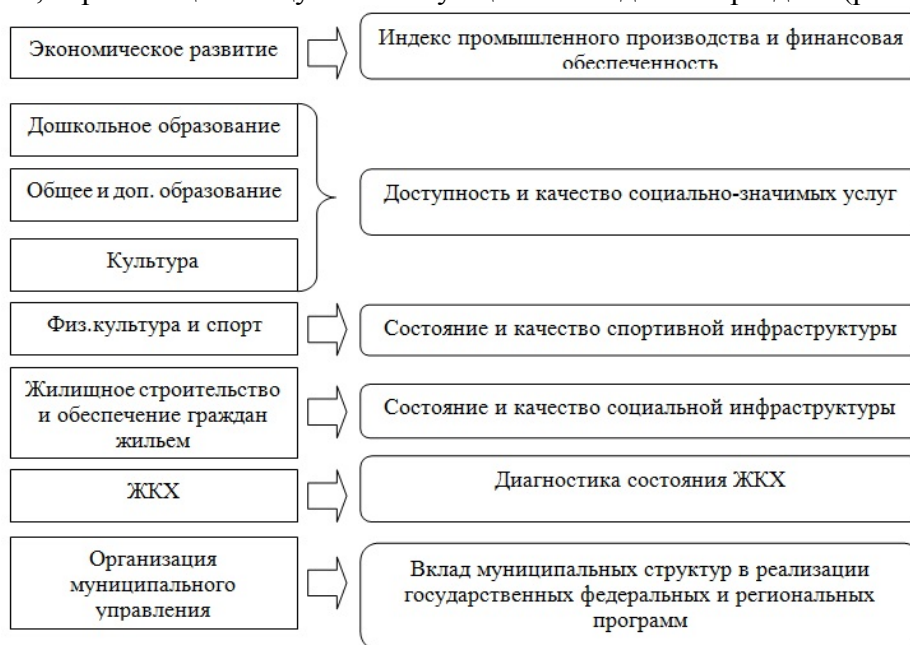 Экономическое развитие
Индекс промышленного производства и финансовая
обеспеченность
Дошкольное образование
Общее и доп. образование
Культура
Доступность и качество социально-значимых услуг
Физ.культура и спорт
Состояние и качество спортивной инфраструктуры
Жилищное строительство
и обеспечение граждан
жильем
Состояние и качество социальной инфраструктуры
ЖКХ
Диагностика состояния ЖКХ
Организация
муниципального
управления
Вклад муниципальных структур в реализации
государственных федеральных и региональных
программ